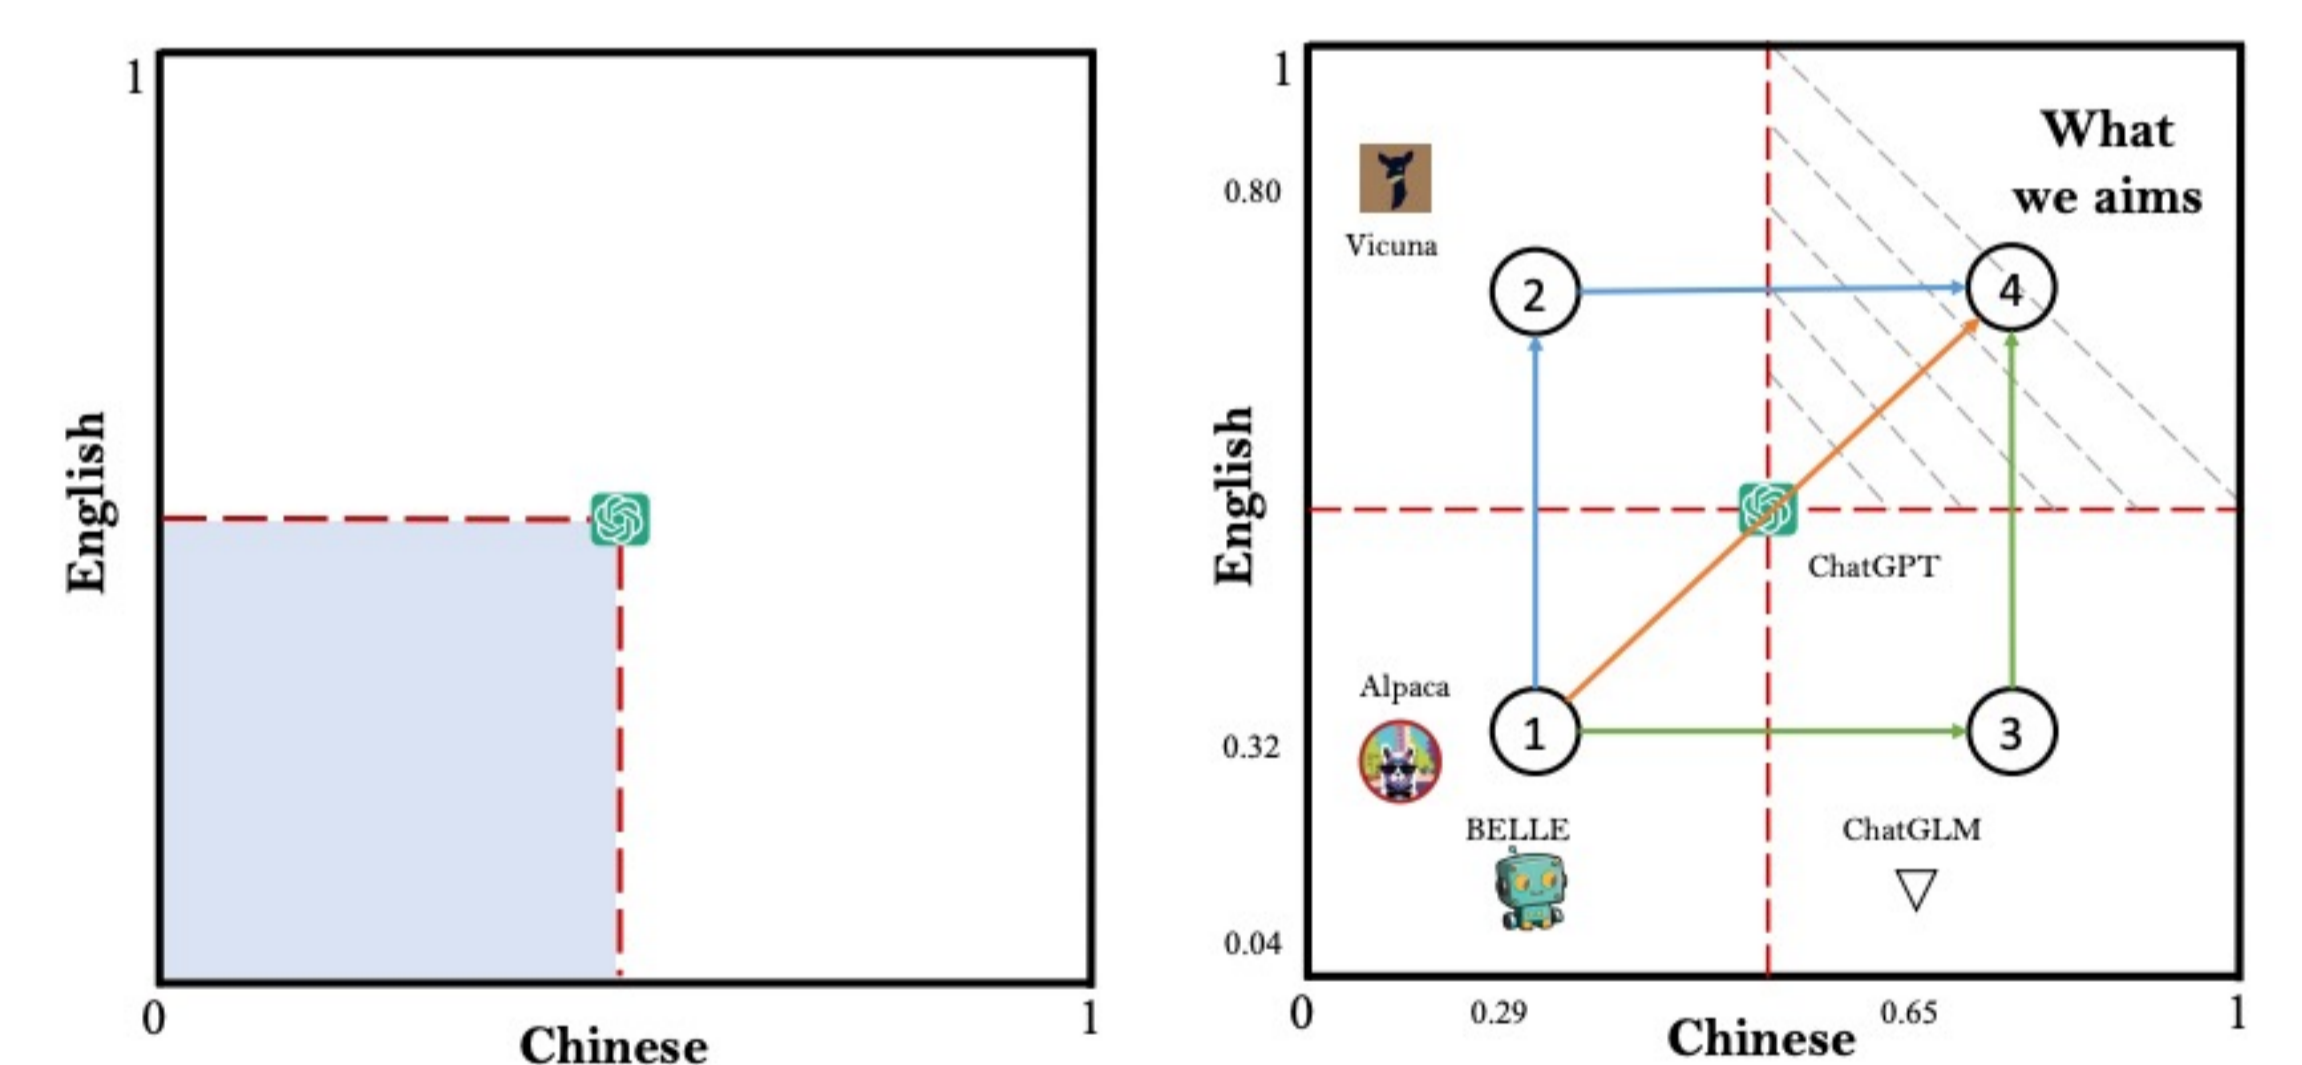 1
English
0
Chinese
1
1
What
we aims
0.80
Vicuna
2
4
English
ChatGPT
Alpaca
0.32
1
3
BELLE
ChatGLM
0.04
0
0.29
Chinese
0.65
1